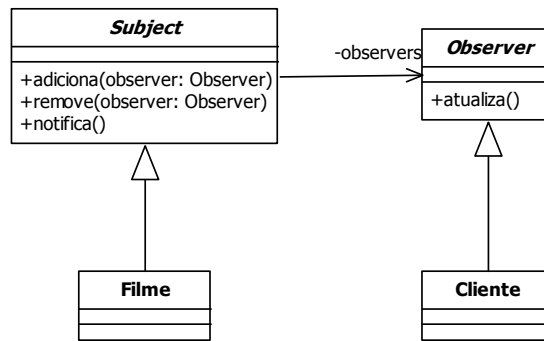 Subject
+adiciona(observer: Observer)
+remove(observer: Observer)
+notifica()
-observers
Observer
+atualiza()
Filme
Cliente